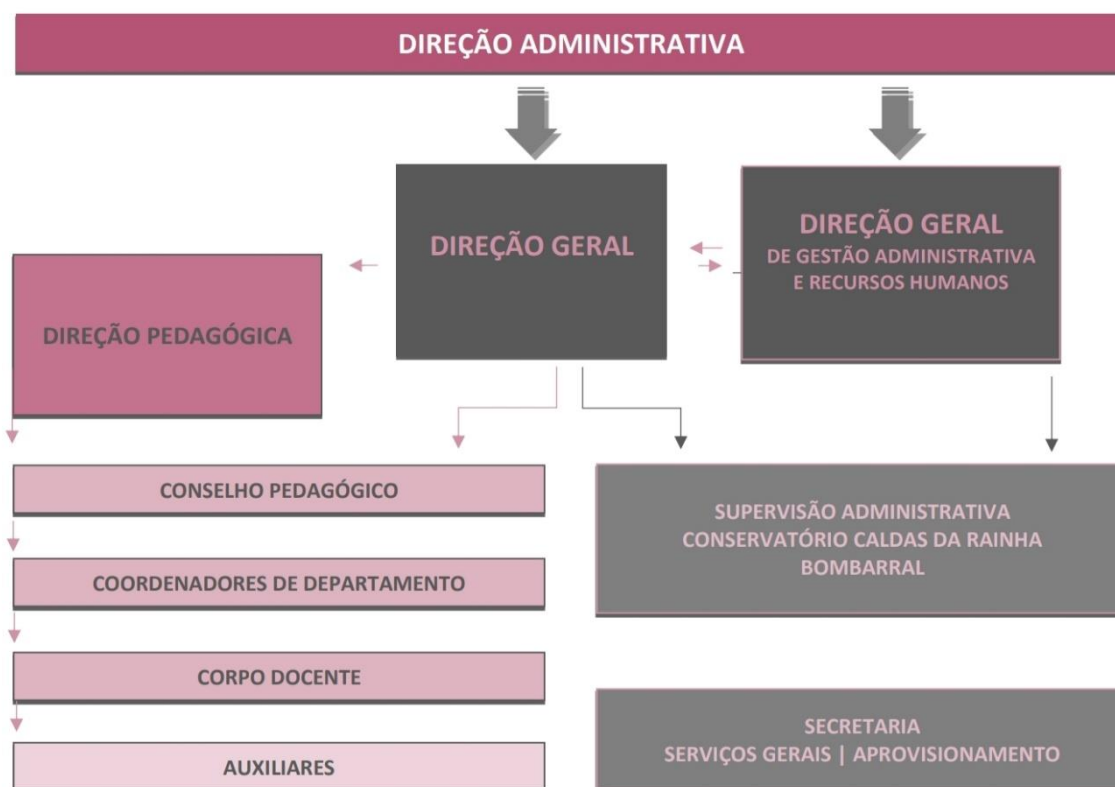 DIREÇÃO ADMINISTRATIVA
DIREÇÃO GERAL
DIREÇÃO GERAL
DE GESTÃO ADMINISTRATIVA
E RECURSOS HUMANOS
DIREÇÃO PEDAGÓGICA
CONSELHO PEDAGÓGICO
COORDENADORES DE DEPARTAMENTO
CORPO DOCENTE
AUXILIARES
SUPERVISÃO ADMINISTRATIVA
CONSERVATÓRIO CALDAS DA RAINHA
BOMBARRAL
SECRETARIA
SERVIÇOS GERAIS | APROVISIONAMENTO